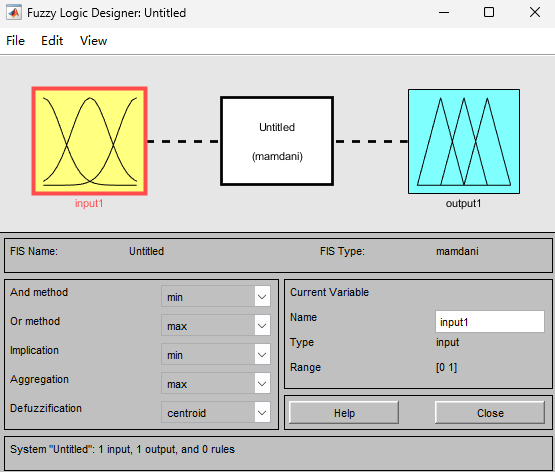 Fuzzy Logic Designer: Untitled
File Edit View
Untitled
(mamdani)
input1
output1
FIS Name: Untitled FIS Type: mamdani
And method min
Or method max
Implication min
Aggregation max
Defuzzification centroid
Current Variable
Name input1
Type input
Range [0 1]
Help Close
System "Untitled": 1 input, 1 output, and 0 rules